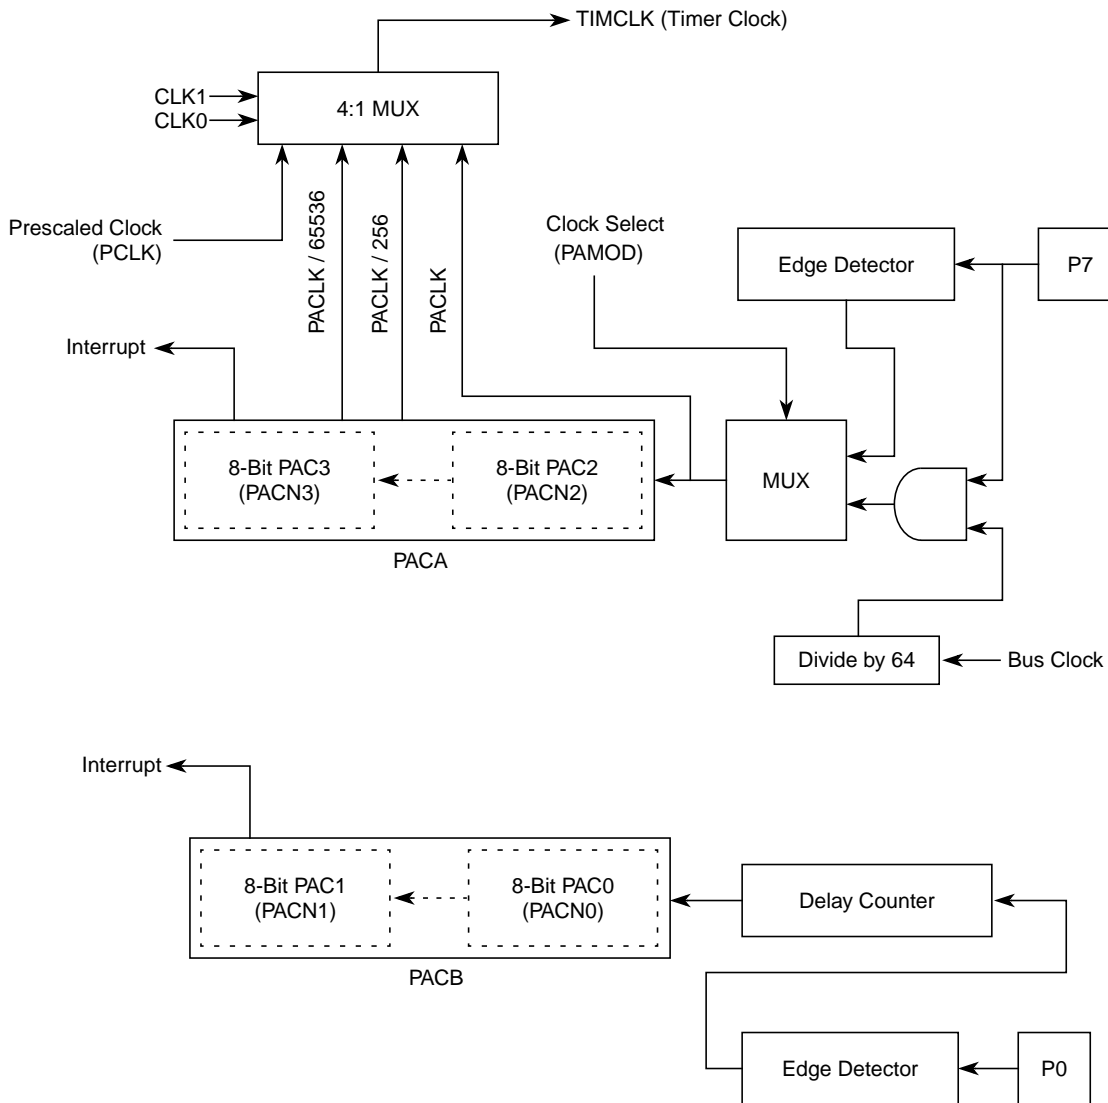 TIMCLK (Timer Clock)
CLK1
CLK0
4:1 MUX
Prescaled Clock
(PCLK)
PACLK / 65536
PACLK / 256
PACLK
Clock Select
(PAMOD)
Edge Detector
P7
Interrupt
8-Bit PAC3
(PACN3)
8-Bit PAC2
(PACN2)
MUX
PACA
Divide by 64
Bus Clock
Interrupt
8-Bit PAC1
(PACN1)
8-Bit PAC0
(PACN0)
Delay Counter
PACB
Edge Detector
P0